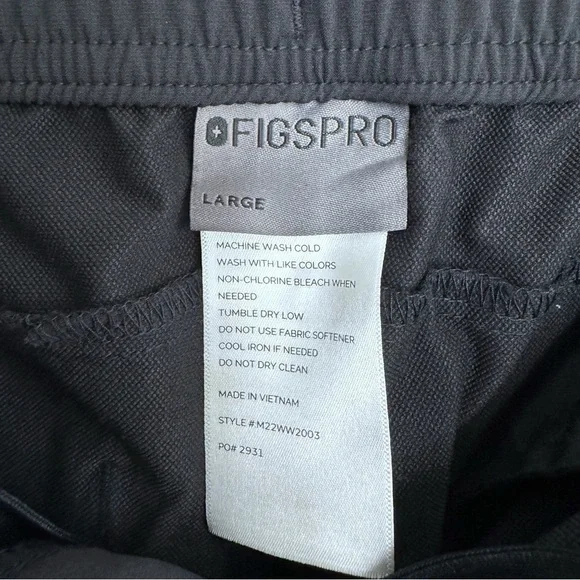 FIGSPRO
LARGE
MACHINE WASH COLD
WASH WITH LIKE COLORS
NON-CHLORINE BLEACH WHEN
NEEDED
TUMBLE DRY LOW
DO NOT USE FABRIC SOFTENER
COOL IRON IF NEEDED
DO NOT DRY CLEAN
MADE IN VIETNAM
STYLE #:M22WW2003
PO# 2931